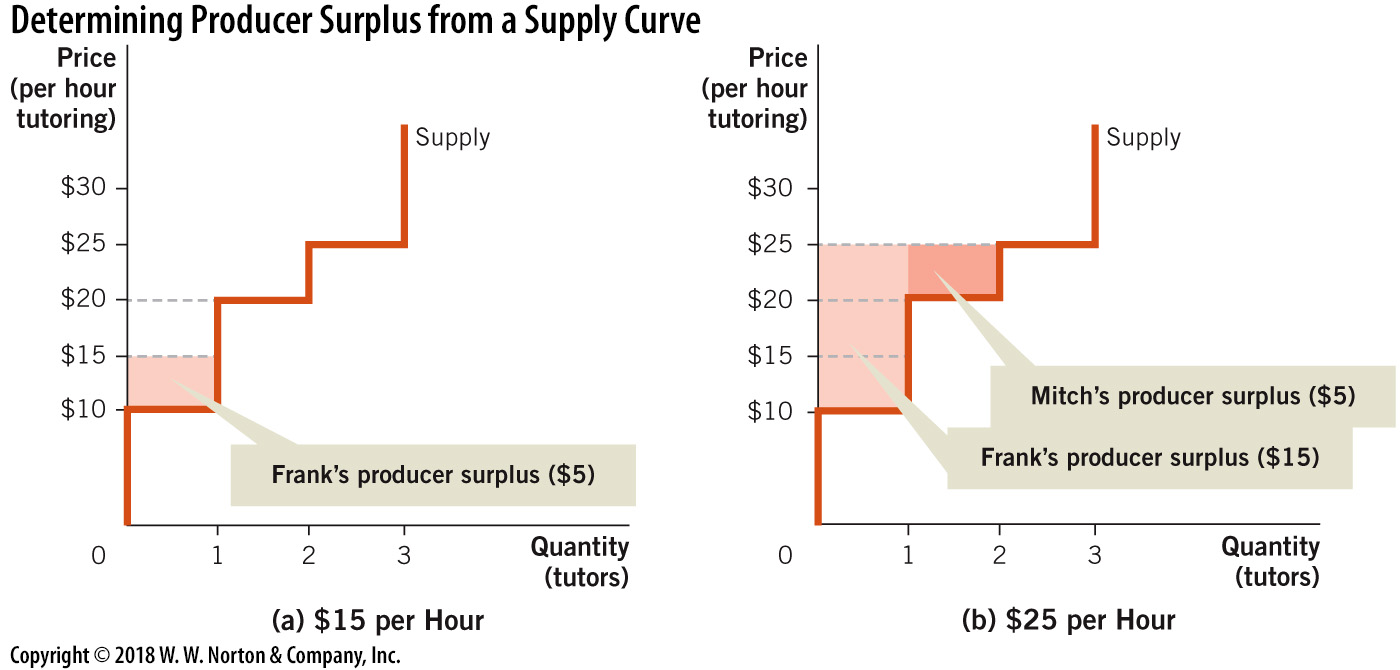 Determining Producer Surplus from a Supply Curve
Price
(per hour
tutoring)
Supply
$30
$25
$20
$15
$10
Frank’s producer surplus ($5)
0
1
2
3
Quantity
(tutors)
(a) $15 per Hour
Price
(per hour
tutoring)
Supply
$30
$25
$20
$15
$10
Mitch’s producer surplus ($5)
Frank’s producer surplus ($15)
0
1
2
3
Quantity
(tutors)
(b) $25 per Hour
Copyright © 2018 W. W. Norton & Company, Inc.